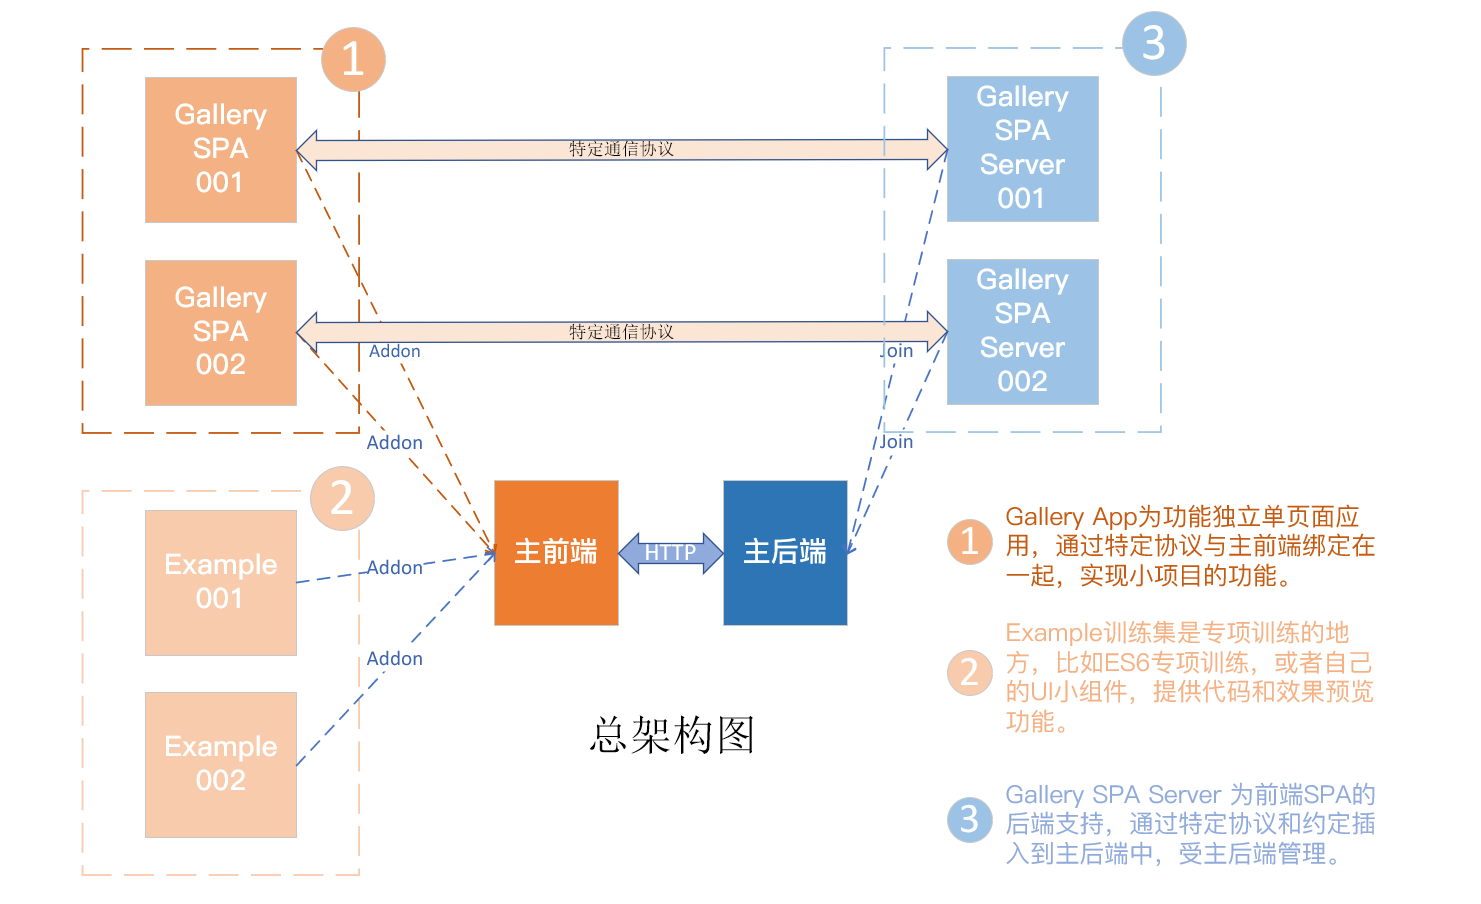 1
3
Gallery
SPA
001
特定通信协议
Gallery
SPA
Server
001
Gallery
SPA
002
特定通信协议
Gallery
SPA
Server
002
Addon
Join
Addon
Join
2
Example
001
Addon
主前端
HTTP
主后端
Addon
Example
002
总架构图
1
Gallery App为功能独立单页面应
用，通过特定协议与主前端绑定在
一起，实现小项目的功能。
2
Example训练集是专项训练的地
方，比如ES6专项训练，或者自己
的UI小组件，提供代码和效果预览
功能。
3
Gallery SPA Server 为前端SPA的
后端支持，通过特定协议和约定插
入到主后端中，受主后端管理。